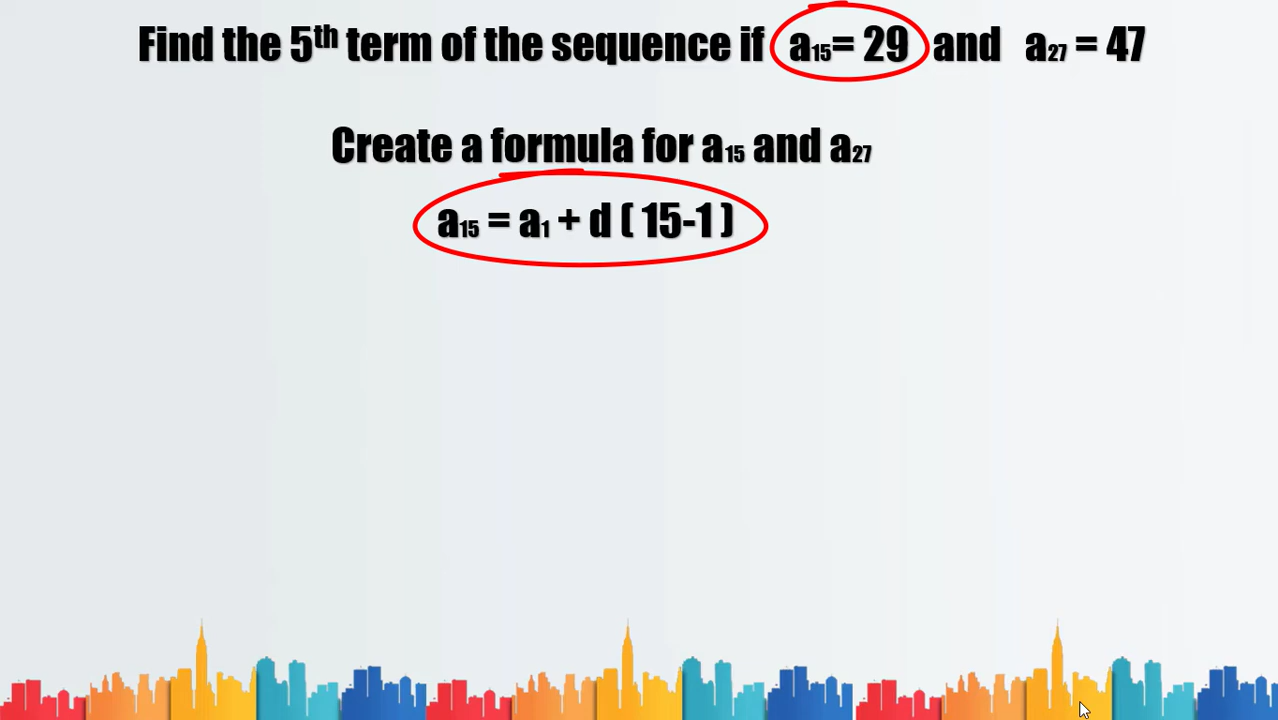 Find the 5th term of the sequence if a15= 29 and a27 = 47
Create a formula for a15 and a27
a15 = a1 + d ( 15-1 )